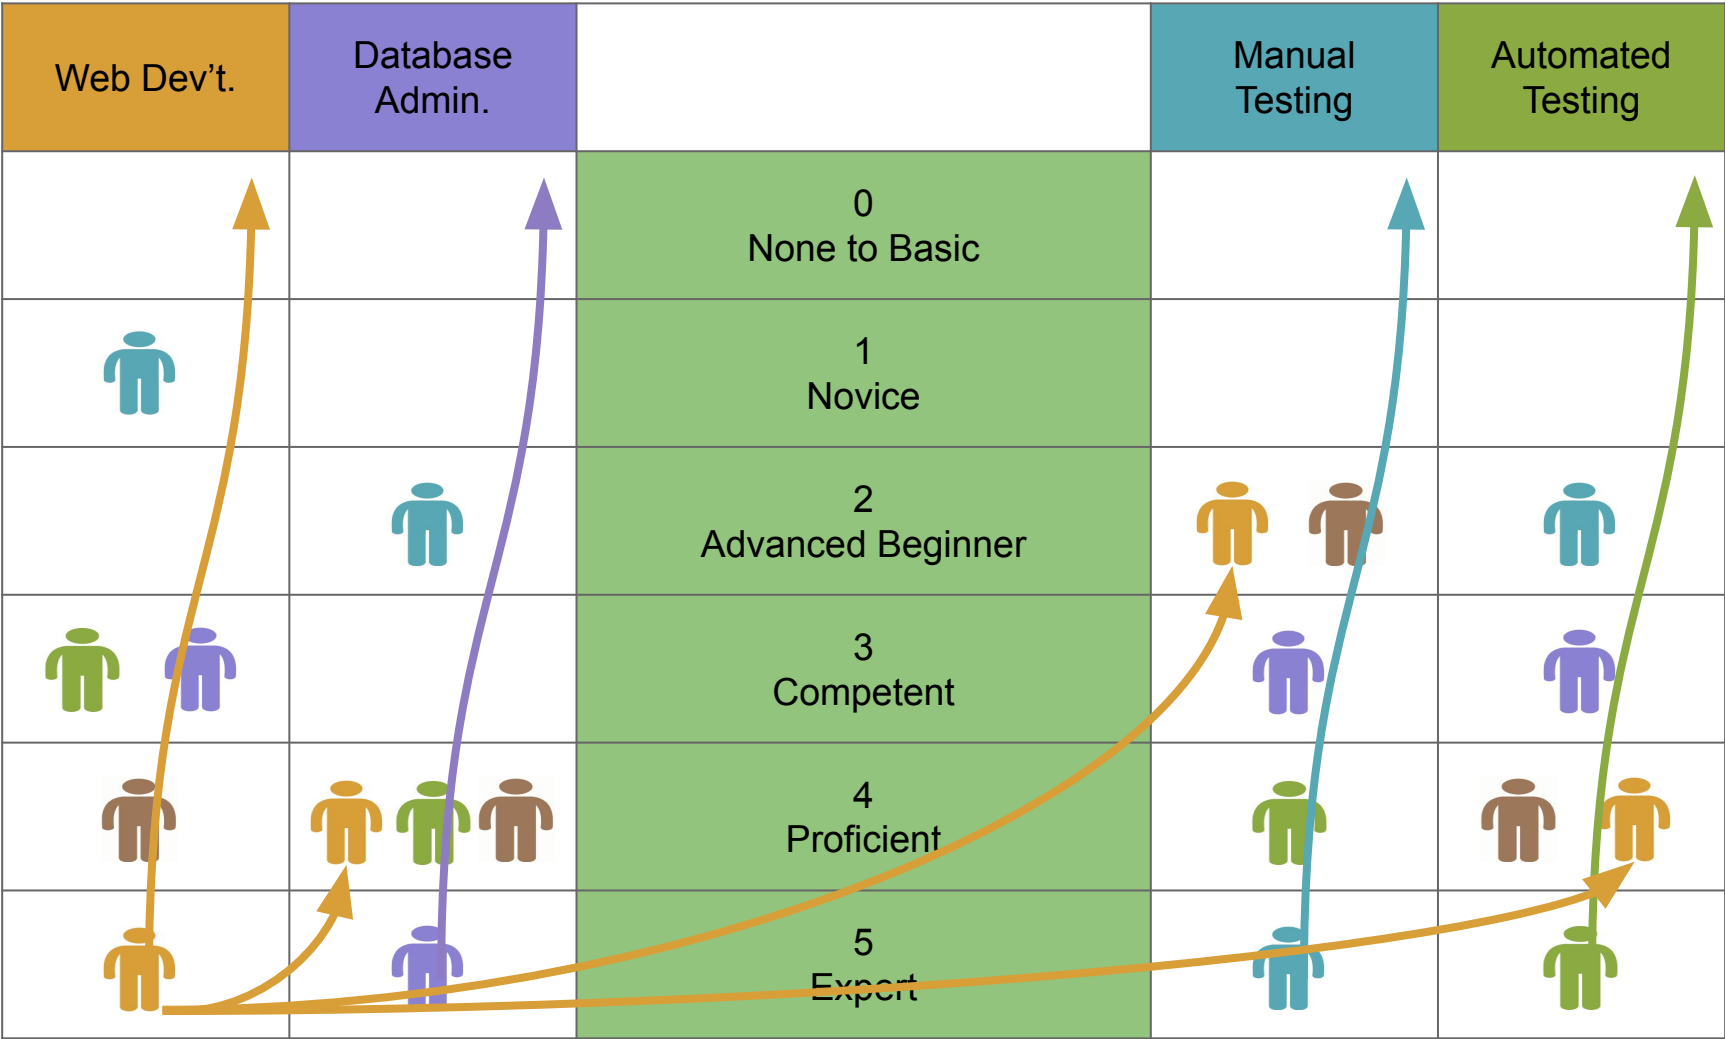 Web Dev’t.
Database
Admin.
Manual
Testing
Automated
Testing
0
None to Basic
1
Novice
2
Advanced Beginner
3
Competent
4
Proficient
5
Expert